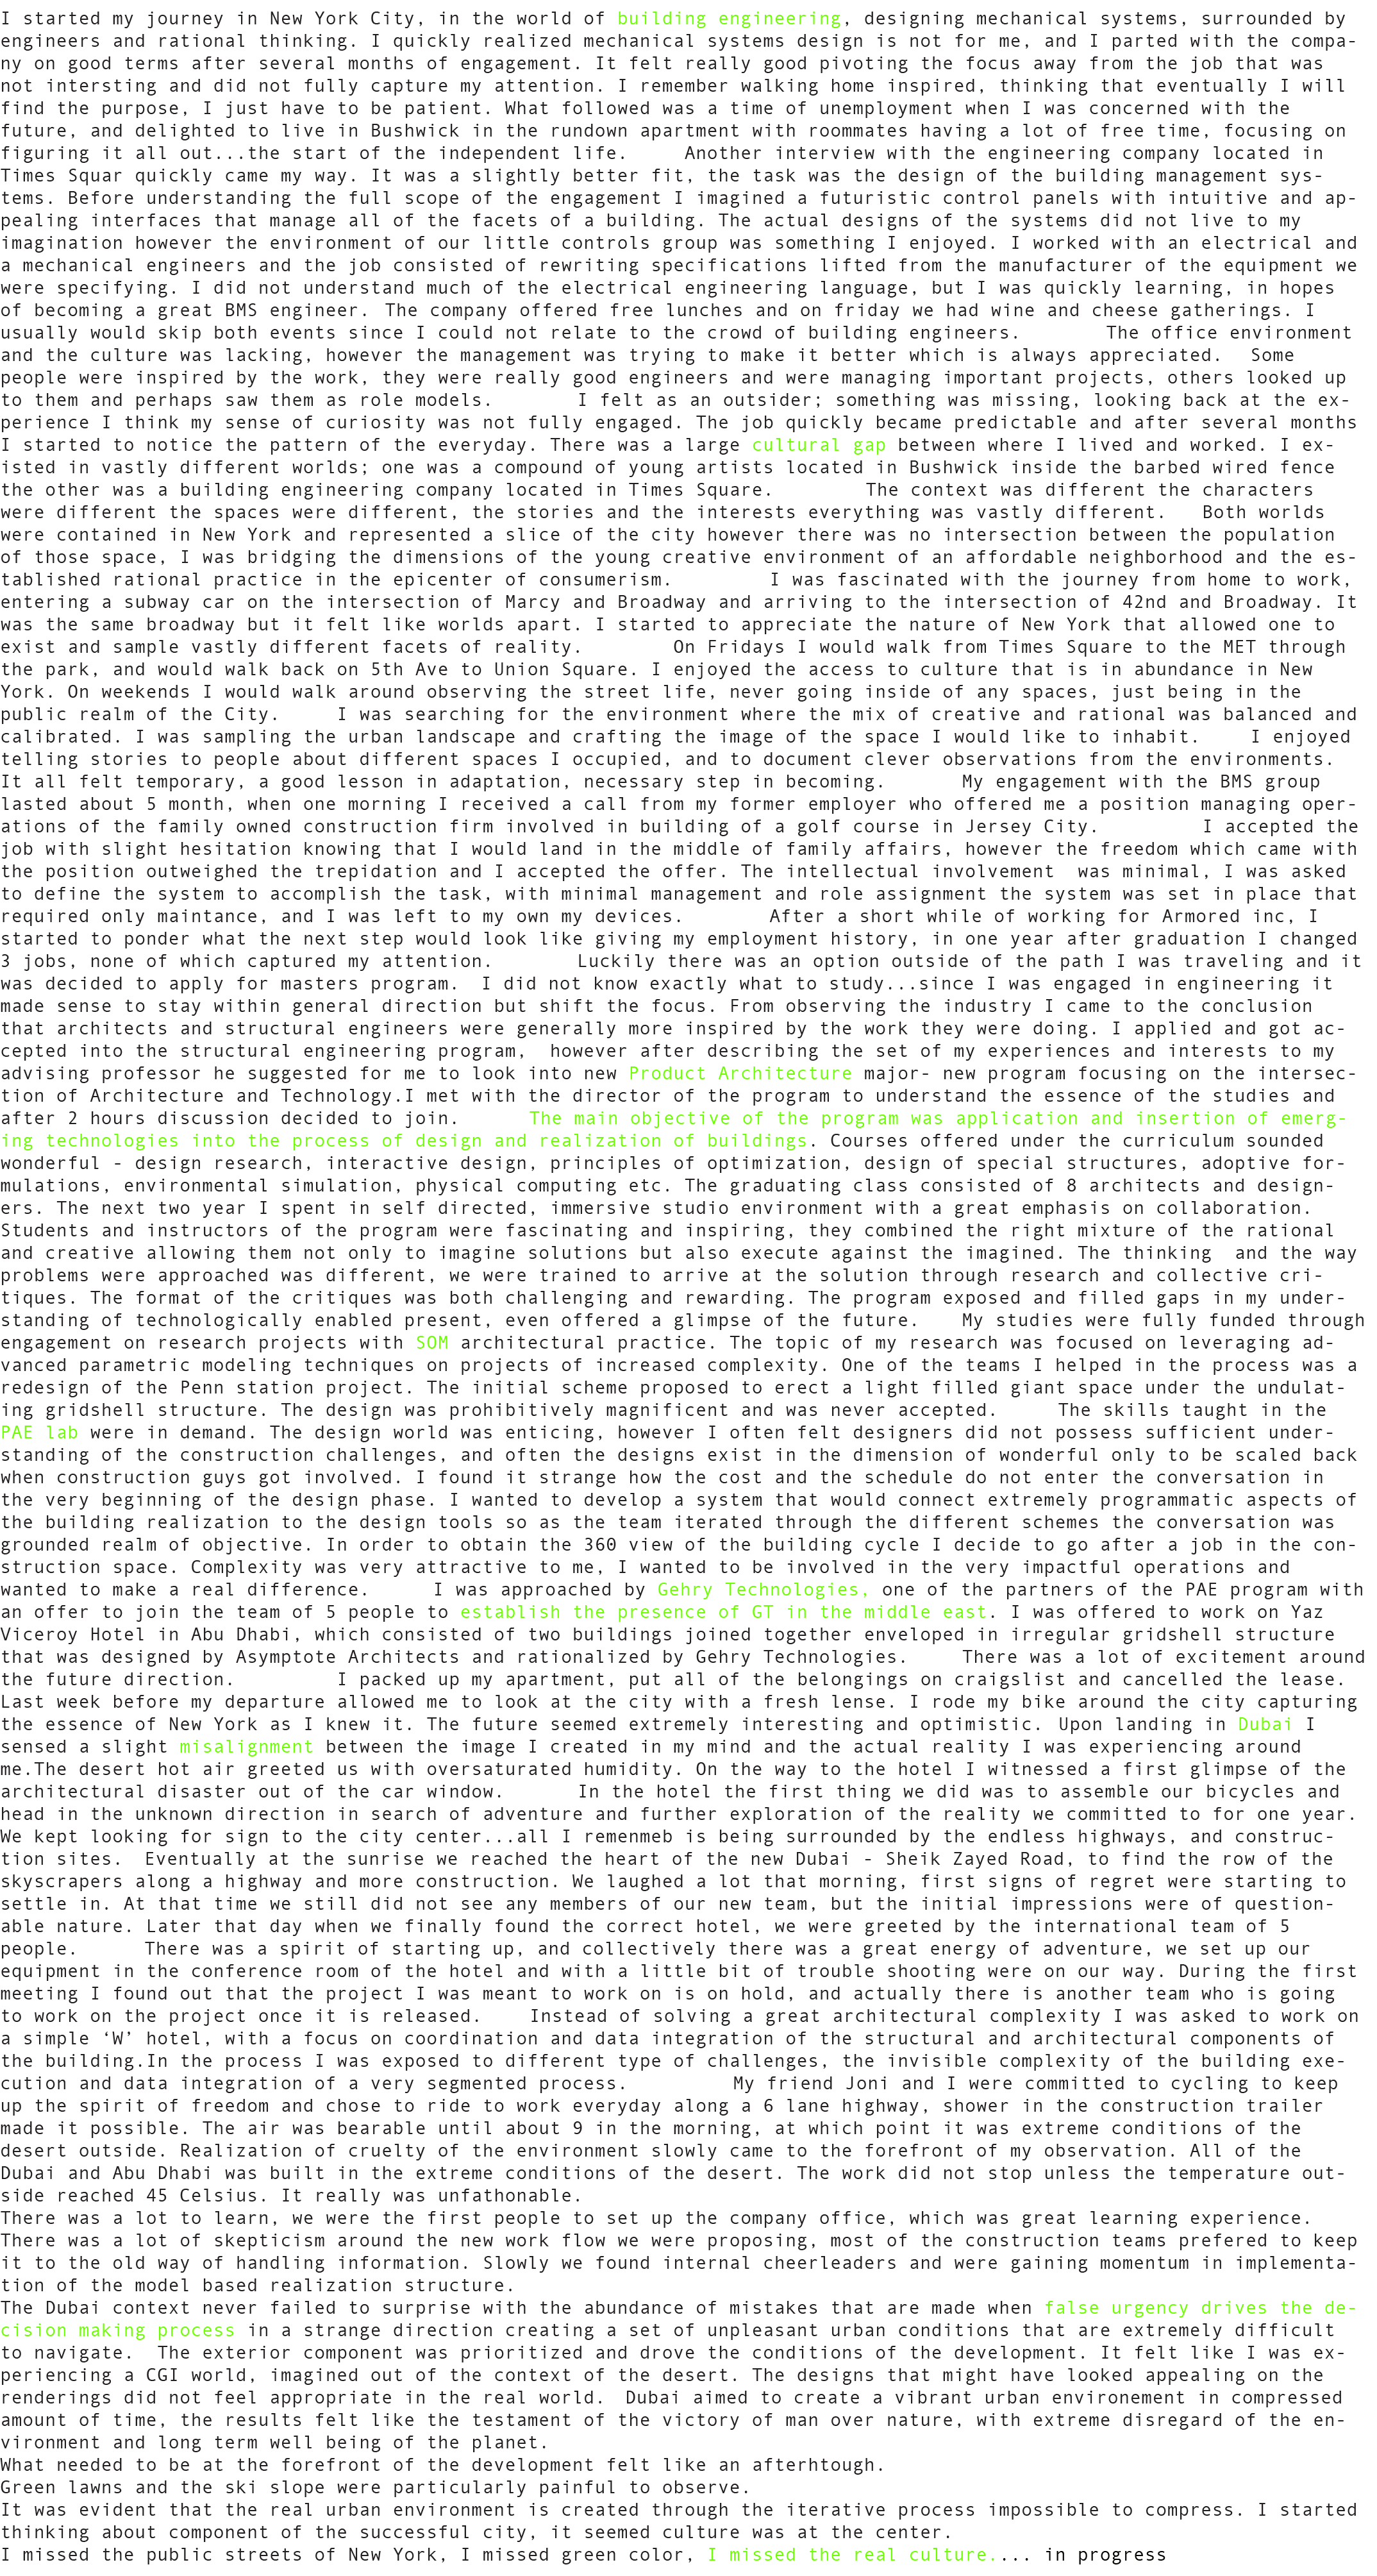 I started my journey in New York City, in the world of building engineering, designing mechanical systems, surrounded by
engineers and rational thinking. I quickly realized mechanical systems design is not for me, and I parted with the compa-
ny on good terms after several months of engagement. It felt really good pivoting the focus away from the job that was
not intersting and did not fully capture my attention. I remember walking home inspired, thinking that eventually I will
find the purpose, I just have to be patient. What followed was a time of unemployment when I was concerned with the
future, and delighted to live in Bushwick in the rundown apartment with roommates having a lot of free time, focusing on
figuring it all out...the start of the independent life. Another interview with the engineering company located in
Times Squar quickly came my way. It was a slightly better fit, the task was the design of the building management sys-
tems. Before understanding the full scope of the engagement I imagined a futuristic control panels with intuitive and ap-
pealing interfaces that manage all of the facets of a building. The actual designs of the systems did not live to my
imagination however the environment of our little controls group was something I enjoyed. I worked with an electrical and
a mechanical engineers and the job consisted of rewriting specifications lifted from the manufacturer of the equipment we
were specifying. I did not understand much of the electrical engineering language, but I was quickly learning, in hopes
of becoming a great BMS engineer. The company offered free lunches and on friday we had wine and cheese gatherings. I
usually would skip both events since I could not relate to the crowd of building engineers. The office environment
and the culture was lacking, however the management was trying to make it better which is always appreciated. Some
people were inspired by the work, they were really good engineers and were managing important projects, others looked up
to them and perhaps saw them as role models. I felt as an outsider; something was missing, looking back at the ex-
perience I think my sense of curiosity was not fully engaged. The job quickly became predictable and after several months
I started to notice the pattern of the everyday. There was a large cultural gap between where I lived and worked. I ex-
isted in vastly different worlds; one was a compound of young artists located in Bushwick inside the barbed wired fence
the other was a building engineering company located in Times Square. The context was different the characters
were different the spaces were different, the stories and the interests everything was vastly different. Both worlds
were contained in New York and represented a slice of the city however there was no intersection between the population
of those space, I was bridging the dimensions of the young creative environment of an affordable neighborhood and the es-
tablished rational practice in the epicenter of consumerism. I was fascinated with the journey from home to work,
entering a subway car on the intersection of Marcy and Broadway and arriving to the intersection of 42nd and Broadway. It
was the same broadway but it felt like worlds apart. I started to appreciate the nature of New York that allowed one to
exist and sample vastly different facets of reality. On Fridays I would walk from Times Square to the MET through
the park, and would walk back on 5th Ave to Union Square. I enjoyed the access to culture that is in abundance in New
York. On weekends I would walk around observing the street life, never going inside of any spaces, just being in the
public realm of the City. I was searching for the environment where the mix of creative and rational was balanced and
calibrated. I was sampling the urban landscape and crafting the image of the space I would like to inhabit. I enjoyed
telling stories to people about different spaces I occupied, and to document clever observations from the environments.
It all felt temporary, a good lesson in adaptation, necessary step in becoming. My engagement with the BMS group
lasted about 5 month, when one morning I received a call from my former employer who offered me a position managing oper-
ations of the family owned construction firm involved in building of a golf course in Jersey City. I accepted the
job with slight hesitation knowing that I would land in the middle of family affairs, however the freedom which came with
the position outweighed the trepidation and I accepted the offer. The intellectual involvement was minimal, I was asked
to define the system to accomplish the task, with minimal management and role assignment the system was set in place that
required only maintance, and I was left to my own my devices. After a short while of working for Armored inc, I
started to ponder what the next step would look like giving my employment history, in one year after graduation I changed
3 jobs, none of which captured my attention. Luckily there was an option outside of the path I was traveling and it
was decided to apply for masters program. I did not know exactly what to study...since I was engaged in engineering it
made sense to stay within general direction but shift the focus. From observing the industry I came to the conclusion
that architects and structural engineers were generally more inspired by the work they were doing. I applied and got ac-
cepted into the structural engineering program, however after describing the set of my experiences and interests to my
advising professor he suggested for me to look into new Product Architecture major- new program focusing on the intersec-
tion of Architecture and Technology.I met with the director of the program to understand the essence of the studies and
after 2 hours discussion decided to join. The main objective of the program was application and insertion of emerg-
ing technologies into the process of design and realization of buildings. Courses offered under the curriculum sounded
wonderful - design research, interactive design, principles of optimization, design of special structures, adoptive for-
mulations, environmental simulation, physical computing etc. The graduating class consisted of 8 architects and design-
ers. The next two year I spent in self directed, immersive studio environment with a great emphasis on collaboration.
Students and instructors of the program were fascinating and inspiring, they combined the right mixture of the rational
and creative allowing them not only to imagine solutions but also execute against the imagined. The thinking and the way
problems were approached was different, we were trained to arrive at the solution through research and collective cri-
tiques. The format of the critiques was both challenging and rewarding. The program exposed and filled gaps in my under-
standing of technologically enabled present, even offered a glimpse of the future. My studies were fully funded through
engagement on research projects with SOM architectural practice. The topic of my research was focused on leveraging ad-
vanced parametric modeling techniques on projects of increased complexity. One of the teams I helped in the process was a
redesign of the Penn station project. The initial scheme proposed to erect a light filled giant space under the undulat-
ing gridshell structure. The design was prohibitively magnificent and was never accepted. The skills taught in the
PAE lab were in demand. The design world was enticing, however I often felt designers did not possess sufficient under-
standing of the construction challenges, and often the designs exist in the dimension of wonderful only to be scaled back
when construction guys got involved. I found it strange how the cost and the schedule do not enter the conversation in
the very beginning of the design phase. I wanted to develop a system that would connect extremely programmatic aspects of
the building realization to the design tools so as the team iterated through the different schemes the conversation was
grounded realm of objective. In order to obtain the 360 view of the building cycle I decide to go after a job in the con-
struction space. Complexity was very attractive to me, I wanted to be involved in the very impactful operations and
wanted to make a real difference. I was approached by Gehry Technologies, one of the partners of the PAE program with
an offer to join the team of 5 people to establish the presence of GT in the middle east. I was offered to work on Yaz
Viceroy Hotel in Abu Dhabi, which consisted of two buildings joined together enveloped in irregular gridshell structure
that was designed by Asymptote Architects and rationalized by Gehry Technologies. There was a lot of excitement around
the future direction. I packed up my apartment, put all of the belongings on craigslist and cancelled the lease.
Last week before my departure allowed me to look at the city with a fresh lense. I rode my bike around the city capturing
the essence of New York as I knew it. The future seemed extremely interesting and optimistic. Upon landing in Dubai I
sensed a slight misalignment between the image I created in my mind and the actual reality I was experiencing around
me.The desert hot air greeted us with oversaturated humidity. On the way to the hotel I witnessed a first glimpse of the
architectural disaster out of the car window. In the hotel the first thing we did was to assemble our bicycles and
head in the unknown direction in search of adventure and further exploration of the reality we committed to for one year.
We kept looking for sign to the city center...all I remenmeb is being surrounded by the endless highways, and construc-
tion sites. Eventually at the sunrise we reached the heart of the new Dubai - Sheik Zayed Road, to find the row of the
skyscrapers along a highway and more construction. We laughed a lot that morning, first signs of regret were starting to
settle in. At that time we still did not see any members of our new team, but the initial impressions were of question-
able nature. Later that day when we finally found the correct hotel, we were greeted by the international team of 5
people. There was a spirit of starting up, and collectively there was a great energy of adventure, we set up our
equipment in the conference room of the hotel and with a little bit of trouble shooting were on our way. During the first
meeting I found out that the project I was meant to work on is on hold, and actually there is another team who is going
to work on the project once it is released. Instead of solving a great architectural complexity I was asked to work on
a simple ‘W’ hotel, with a focus on coordination and data integration of the structural and architectural components of
the building.In the process I was exposed to different type of challenges, the invisible complexity of the building exe-
cution and data integration of a very segmented process. My friend Joni and I were committed to cycling to keep
up the spirit of freedom and chose to ride to work everyday along a 6 lane highway, shower in the construction trailer
made it possible. The air was bearable until about 9 in the morning, at which point it was extreme conditions of the
desert outside. Realization of cruelty of the environment slowly came to the forefront of my observation. All of the
Dubai and Abu Dhabi was built in the extreme conditions of the desert. The work did not stop unless the temperature out-
side reached 45 Celsius. It really was unfathonable.
There was a lot to learn, we were the first people to set up the company office, which was great learning experience.
There was a lot of skepticism around the new work flow we were proposing, most of the construction teams prefered to keep
it to the old way of handling information. Slowly we found internal cheerleaders and were gaining momentum in implementa-
tion of the model based realization structure.
The Dubai context never failed to surprise with the abundance of mistakes that are made when false urgency drives the de-
cision making process in a strange direction creating a set of unpleasant urban conditions that are extremely difficult
to navigate. The exterior component was prioritized and drove the conditions of the development. It felt like I was ex-
periencing a CGI world, imagined out of the context of the desert. The designs that might have looked appealing on the
renderings did not feel appropriate in the real world. Dubai aimed to create a vibrant urban environement in compressed
amount of time, the results felt like the testament of the victory of man over nature, with extreme disregard of the en-
vironment and long term well being of the planet.
What needed to be at the forefront of the development felt like an afterhtough.
Green lawns and the ski slope were particularly painful to observe.
It was evident that the real urban environment is created through the iterative process impossible to compress. I started
thinking about component of the successful city, it seemed culture was at the center.
I missed the public streets of New York, I missed green color, I missed the real culture.... in progress